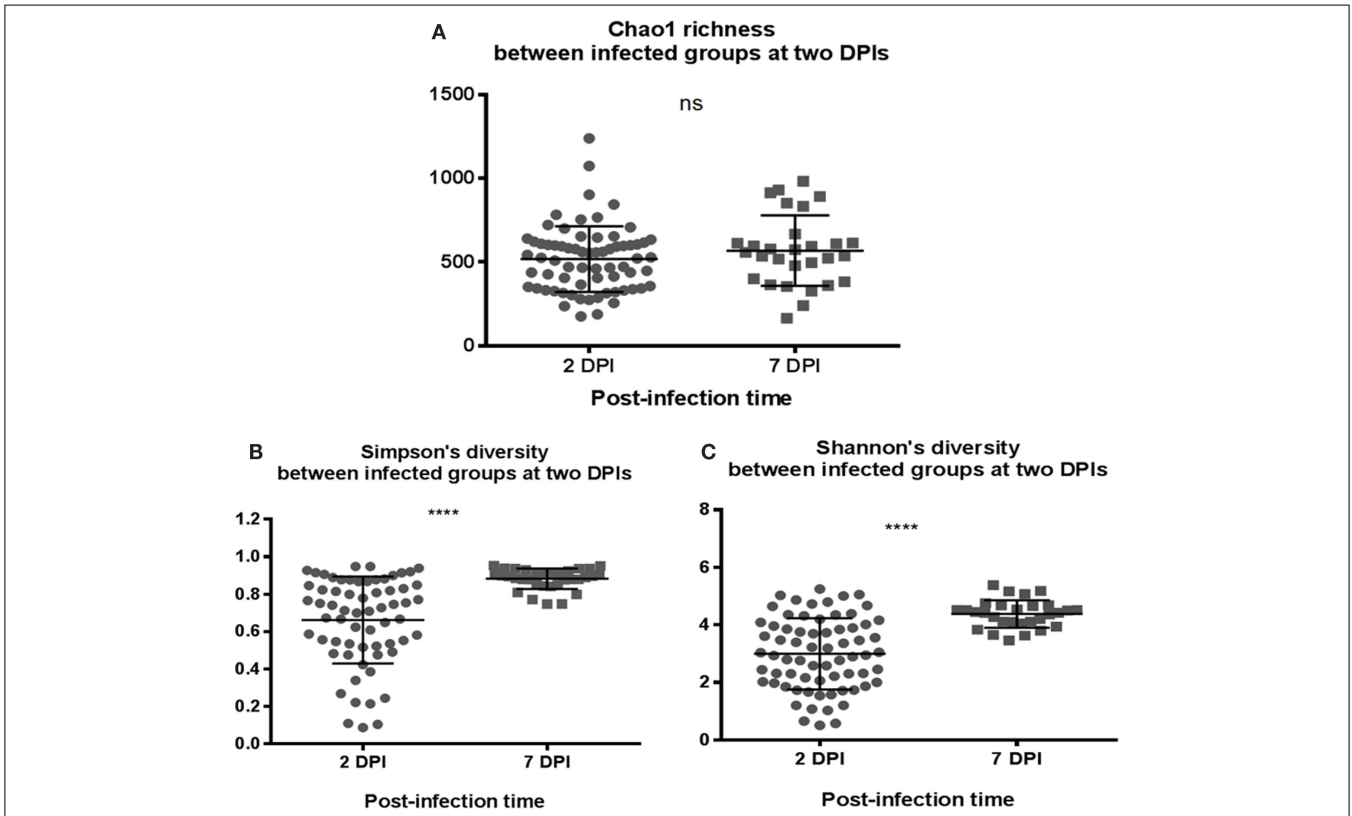 A
Chao1 richness
between infected groups at two DPIs
1500
ns
1000
500
0
2 DPI
7 DPI
Post-infection time
B
Simpson's diversity
between infected groups at two DPIs
****
1.2
1.0
0.8
0.6
0.4
0.2
0.0
2 DPI
7 DPI
Post-infection time
C
Shannon's diversity
between infected groups at two DPIs
8
****
6
4
2
0
2 DPI
7 DPI
Post-infection time